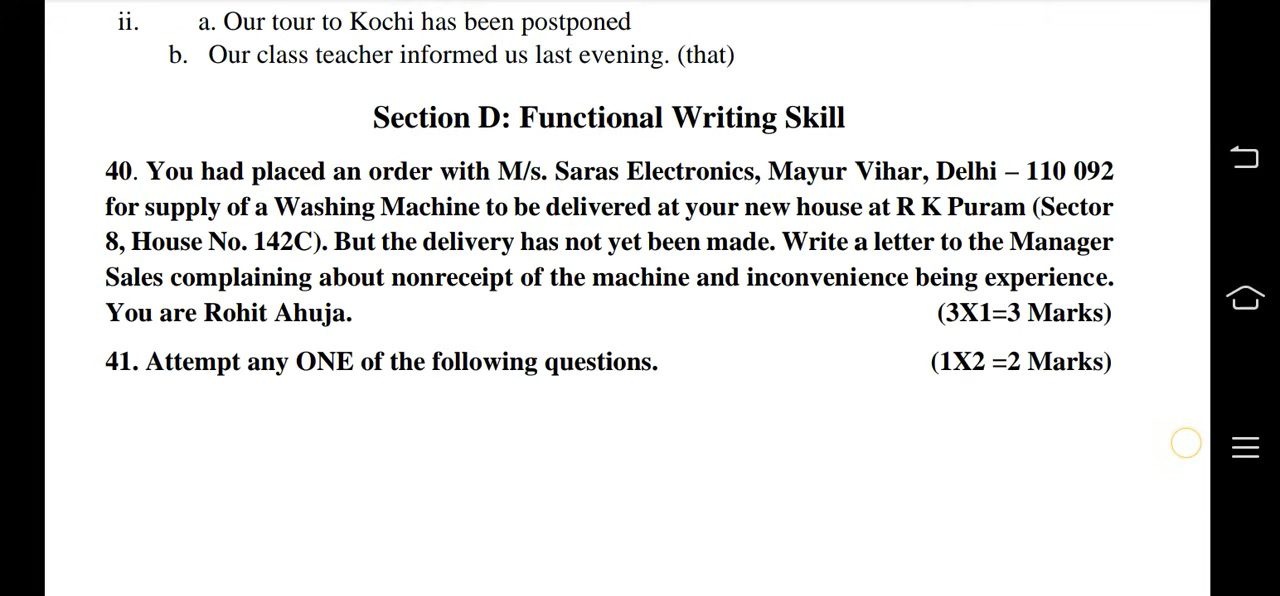 ii. a. Our tour to Kochi has been postponed
b. Our class teacher informed us last evening. (that)
Section D: Functional Writing Skill
40. You had placed an order with M/s. Saras Electronics, Mayur Vihar, Delhi – 110 092
for supply of a Washing Machine to be delivered at your new house at R K Puram (Sector
8, House No. 142C). But the delivery has not yet been made. Write a letter to the Manager
Sales complaining about nonreceipt of the machine and inconvenience being experience.
You are Rohit Ahuja. (3X1=3 Marks)
41. Attempt any ONE of the following questions. (1X2 =2 Marks)